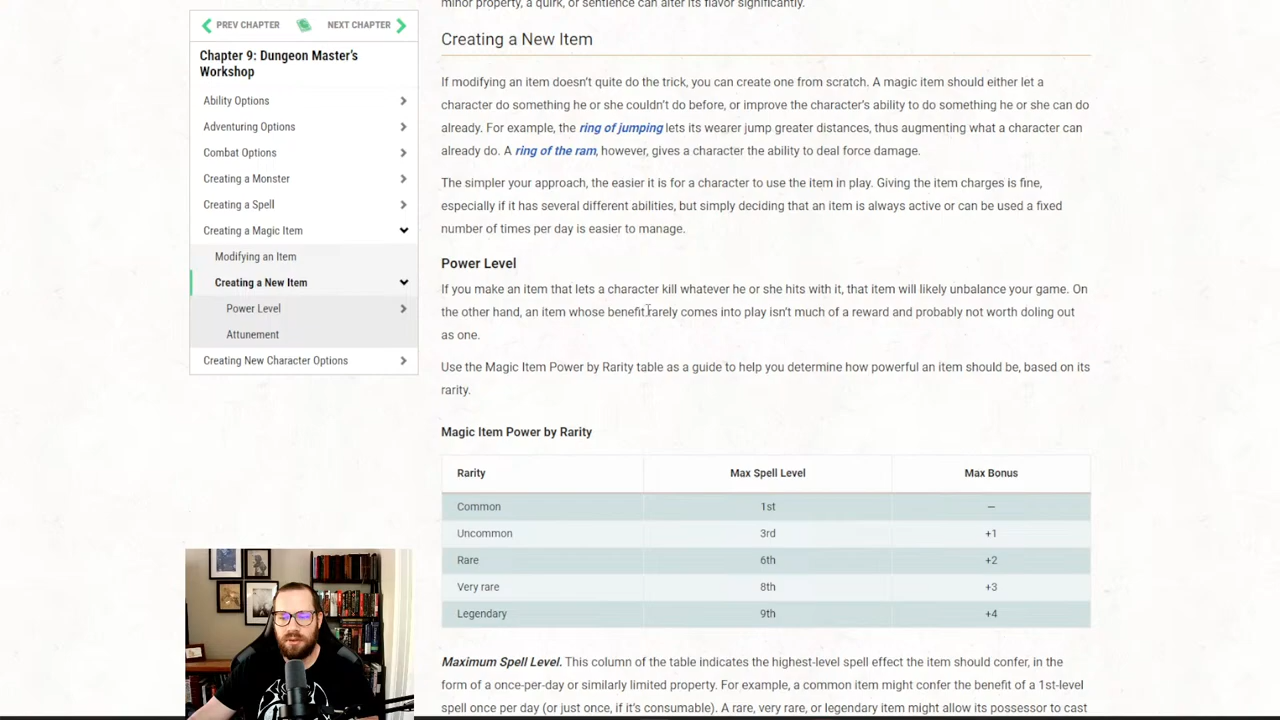 minor property, a quirk, or sentience can alter its flavor significantly.
PREV CHAPTER
NEXT CHAPTER
Chapter 9: Dungeon Master's
Workshop
Ability Options
Adventuring Options
Combat Options
Creating a Monster
Creating a Spell
Creating a Magic Item
Modifying an Item
Creating a New Item
Power Level
Attunement
Creating New Character Options
Creating a New Item
If modifying an item doesn't quite do the trick, you can create one from scratch. A magic item should either let a
character do something he or she couldn't do before, or improve the character's ability to do something he or she can do
already. For example, the ring of jumping lets its wearer jump greater distances, thus augmenting what a character can
already do. A ring of the ram, however, gives a character the ability to deal force damage.
The simpler your approach, the easier it is for a character to use the item in play. Giving the item charges is fine,
especially if it has several different abilities, but simply deciding that an item is always active or can be used a fixed
number of times per day is easier to manage.
Power Level
If you make an item that lets a character kill whatever he or she hits with it, that item will likely unbalance your game. On
the other hand, an item whose benefit rarely comes into play isn't much of a reward and probably not worth doling out
as one.
Use the Magic Item Power by Rarity table as a guide to help you determine how powerful an item should be, based on its
rarity.
Magic Item Power by Rarity
Rarity Max Spell Level Max Bonus
Common 1st —
Uncommon 3rd +1
Rare 6th +2
Very rare 8th +3
Legendary 9th +4
Maximum Spell Level. This column of the table indicates the highest-level spell effect the item should confer, in the
form of a once-per-day or similarly limited property. For example, a common item might confer the benefit of a 1st-level
spell once per day (or just once, if it's consumable). A rare, very rare, or legendary item might allow its possessor to cast